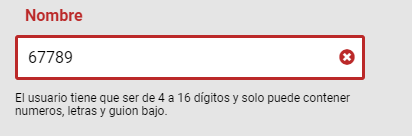 Nombre
67789
El usuario tiene que ser de 4 a 16 dígitos y solo puede contener
numeros, letras y guion bajo.